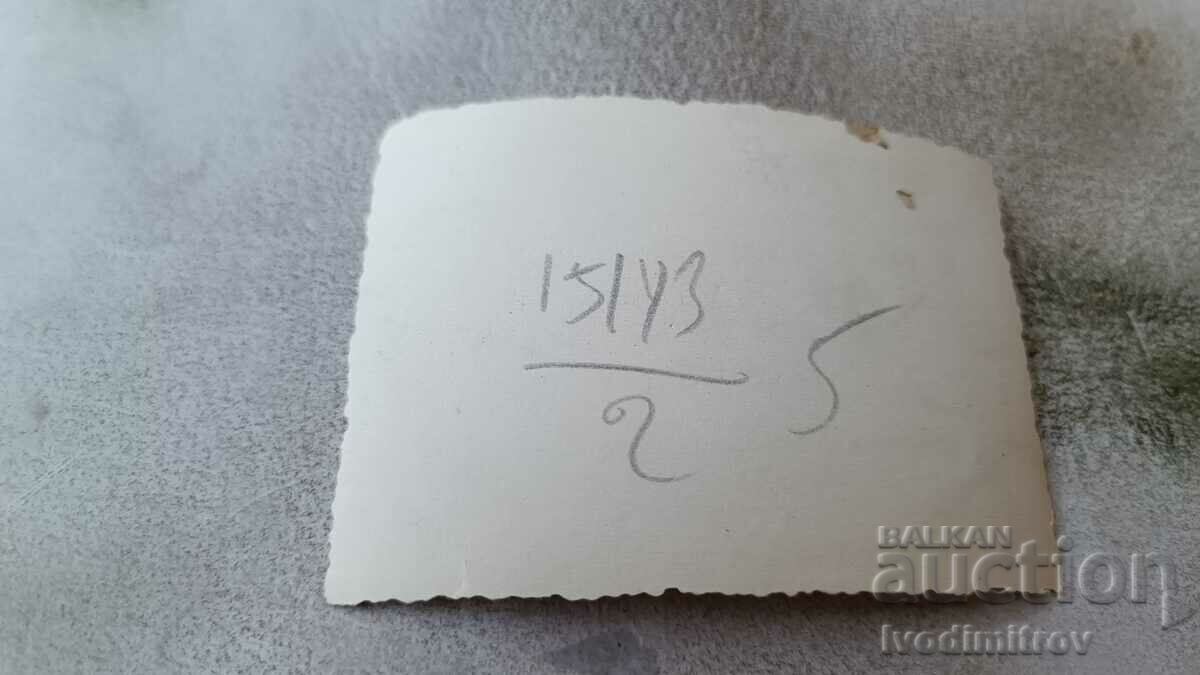 15143
2
5
BALKAN
auction
Ivodimitrov